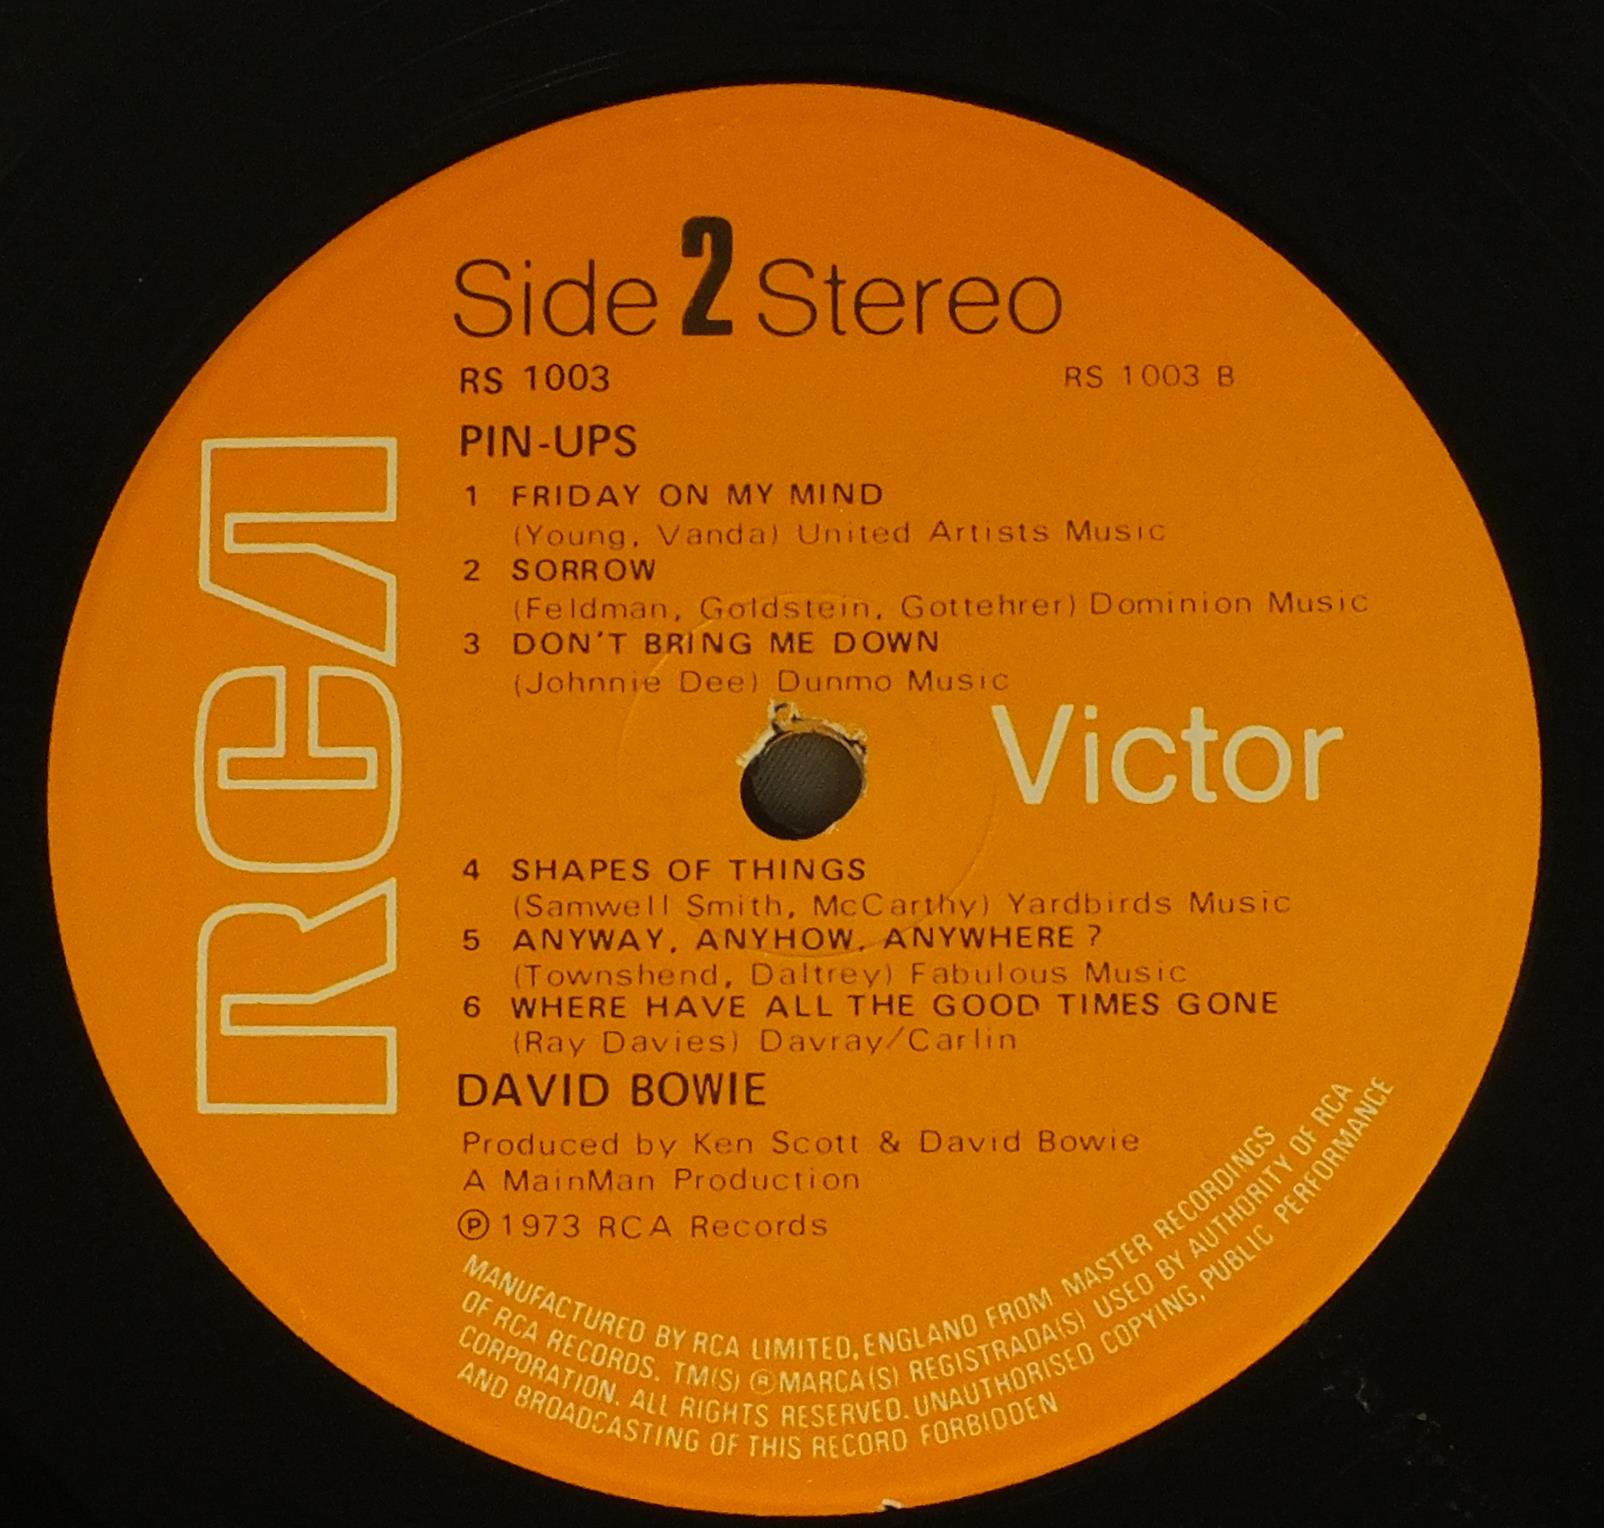 Side 2 Stereo
RS 1003 RS 1003 B
PIN-UPS
1 FRIDAY ON MY MIND
(Young, Vanda) United Artists Music
2 SORROW
(Feldman, Goldstein, Gottehrer) Dominion Music
3 DON'T BRING ME DOWN
(Johnnie Dee) Dunmo Music
RCA
Victor
4 SHAPES OF THINGS
(Samwell Smith, McCarthy) Yardbirds Music
5 ANYWAY, ANYHOW, ANYWHERE ?
(Townshend, Daltrey) Fabulous Music
6 WHERE HAVE ALL THE GOOD TIMES GONE
(Ray Davies) Davray/Carlin
DAVID BOWIE
Produced by Ken Scott & David Bowie
A MainMan Production
℗ 1973 RCA Records
MANUFACTURED BY RCA LIMITED, ENGLAND FROM MASTER RECORDINGS
OF RCA RECORDS. TM(S) ® MARCA(S) REGISTRADA(S) USED BY AUTHORITY OF RCA
CORPORATION. ALL RIGHTS RESERVED. UNAUTHORISED COPYING, PUBLIC PERFORMANCE
AND BROADCASTING OF THIS RECORD FORBIDDEN